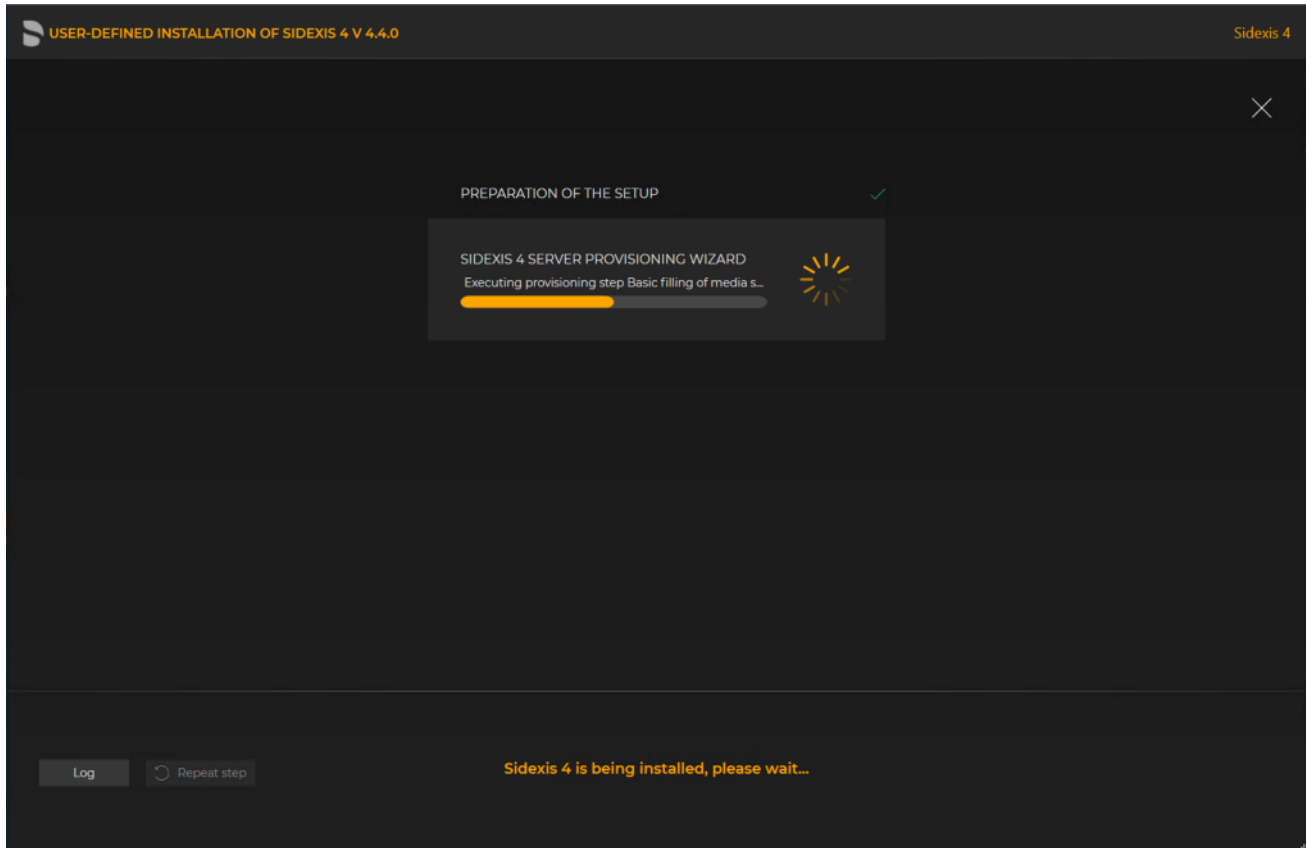 USER-DEFINED INSTALLATION OF SIDEXIS 4 V 4.4.0
Sidexis 4
PREPARATION OF THE SETUP
SIDEXIS 4 SERVER PROVISIONING WIZARD
Executing provisioning step Basic filling of media s...
Log
Repeat step
Sidexis 4 is being installed, please wait...